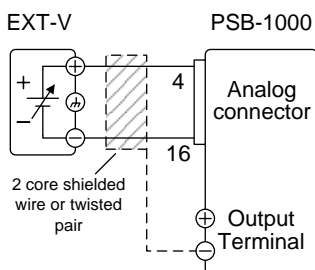 EXT-V
PSB-1000
+
−
+
−
4
16
Analog
connector
2 core shielded
wire or twisted
pair
+
−
Output
Terminal